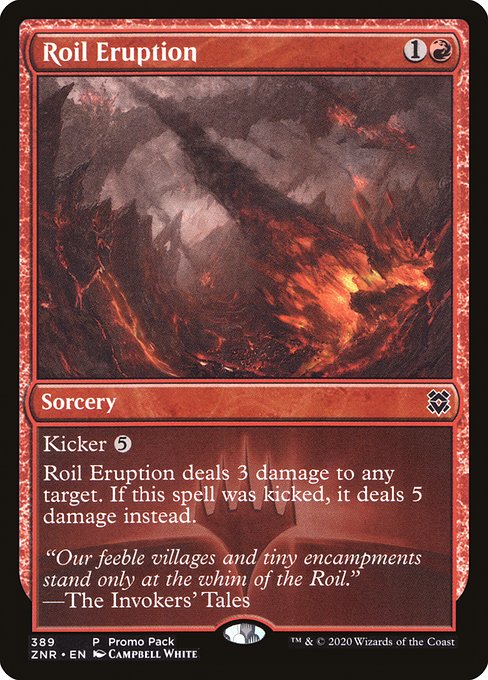 Roil Eruption 1
Sorcery
Kicker 5
Roil Eruption deals 3 damage to any
target. If this spell was kicked, it deals 5
damage instead.
“Our feeble villages and tiny encampments
stand only at the whim of the Roil.”
—The Invokers’ Tales
389 P Promo Pack
ZNR • EN Campbell White
™ & © 2020 Wizards of the Coast